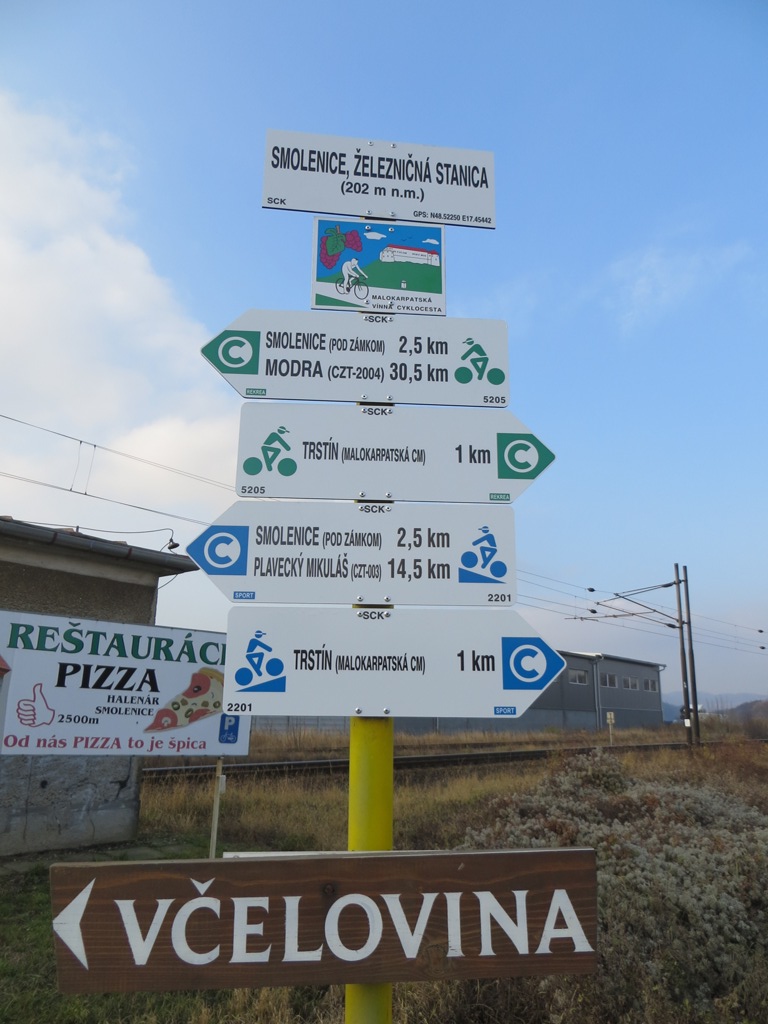 SMOLENICE, ŽELEZNIČNÁ STANICA
(202 m n.m.)
SCK
GPS: N48.52250 E17.45442
MALOKARPATSKÁ
VÍNNA CYKLOCESTA
SCK
SMOLENICE (POD ZÁMKOM) 2,5 km
C
MODRA (CZT-2004) 30,5 km
REKREA
5205
SCK
TRSTÍN (MALOKARPATSKÁ CM) 1 km
C
5205
REKREA
SCK
SMOLENICE (POD ZÁMKOM) 2,5 km
C
PLAVECKÝ MIKULÁŠ (CZT-003) 14,5 km
SPORT
2201
SCK
TRSTÍN (MALOKARPATSKÁ CM) 1 km
C
2201
SPORT
REŠTAURÁC
PIZZA
HALENÁR
SMOLENICE
2500m
P
Od nás PIZZA to je špica
VČELOVINA